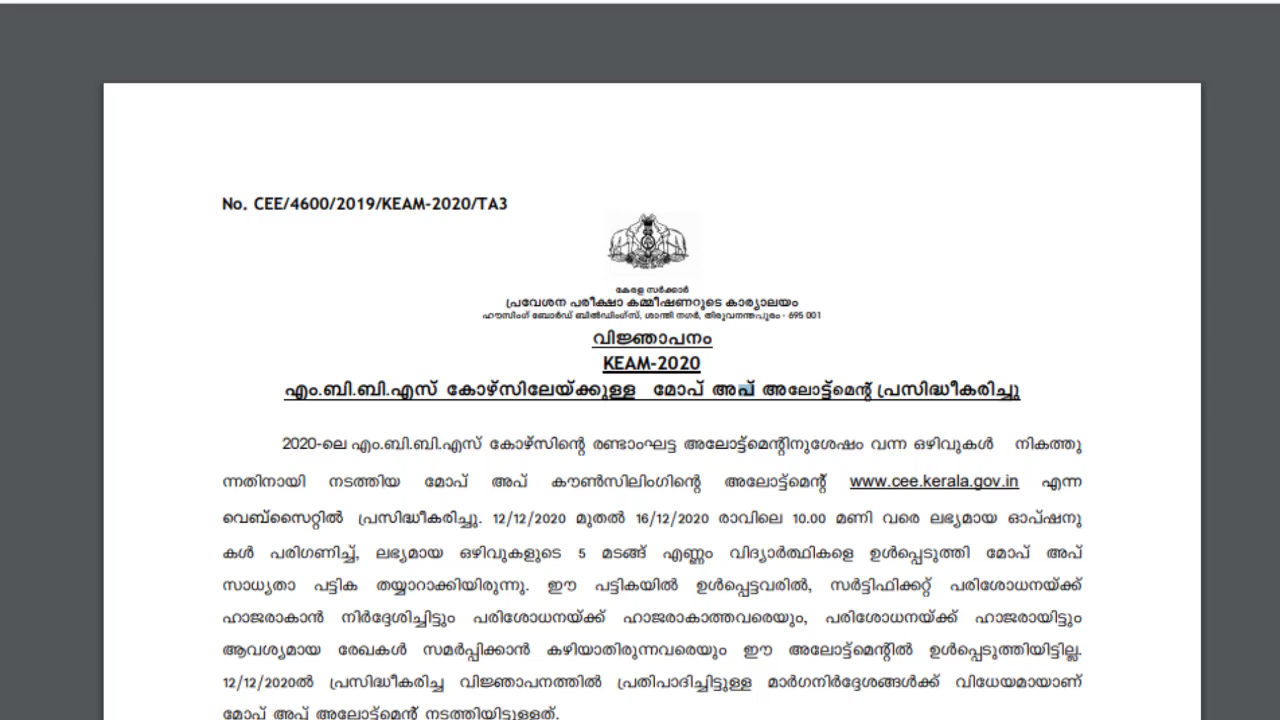 No. CEE/4600/2019/KEAM-2020/TA3
കേരള സർക്കാർ
പ്രവേശന പരീക്ഷാ കമ്മീഷണറുടെ കാര്യാലയം
ഹൗസിംഗ് ബോർഡ് ബിൽഡിംഗ്സ്, ശാന്തി നഗർ, തിരുവനന്തപുരം - 695 001
വിജ്ഞാപനം
KEAM-2020
എം.ബി.ബി.എസ് കോഴ്സിലേയ്ക്കുള്ള മോപ് അപ് അലോട്ട്മെന്റ് പ്രസിദ്ധീകരിച്ചു
2020-ലെ എം.ബി.ബി.എസ് കോഴ്സിന്റെ രണ്ടാംഘട്ട അലോട്ട്മെന്റിനുശേഷം വന്ന ഒഴിവുകൾ നികത്തു
ന്നതിനായി നടത്തിയ മോപ് അപ് കൗൺസിലിംഗിന്റെ അലോട്ട്മെന്റ് www.cee.kerala.gov.in എന്ന
വെബ്സൈറ്റിൽ പ്രസിദ്ധീകരിച്ചു. 12/12/2020 മുതൽ 16/12/2020 രാവിലെ 10.00 മണി വരെ ലഭ്യമായ ഓപ്ഷനു
കൾ പരിഗണിച്ച്, ലഭ്യമായ ഒഴിവുകളുടെ 5 മടങ്ങ് എണ്ണം വിദ്യാർത്ഥികളെ ഉൾപ്പെടുത്തി മോപ് അപ്
സാധ്യതാ പട്ടിക തയ്യാറാക്കിയിരുന്നു. ഈ പട്ടികയിൽ ഉൾപ്പെട്ടവരിൽ, സർട്ടിഫിക്കറ്റ് പരിശോധനയ്ക്ക്
ഹാജരാകാൻ നിർദ്ദേശിച്ചിട്ടും പരിശോധനയ്ക്ക് ഹാജരാകാത്തവരെയും, പരിശോധനയ്ക്ക് ഹാജരായിട്ടും
ആവശ്യമായ രേഖകൾ സമർപ്പിക്കാൻ കഴിയാതിരുന്നവരെയും ഈ അലോട്ട്മെന്റിൽ ഉൾപ്പെടുത്തിയിട്ടില്ല.
12/12/2020ൽ പ്രസിദ്ധീകരിച്ച വിജ്ഞാപനത്തിൽ പ്രതിപാദിച്ചിട്ടുള്ള മാർഗനിർദ്ദേശങ്ങൾക്ക് വിധേയമായാണ്
മോപ് അപ് അലോട്ട്മെന്റ് നടത്തിയിട്ടുള്ളത്.